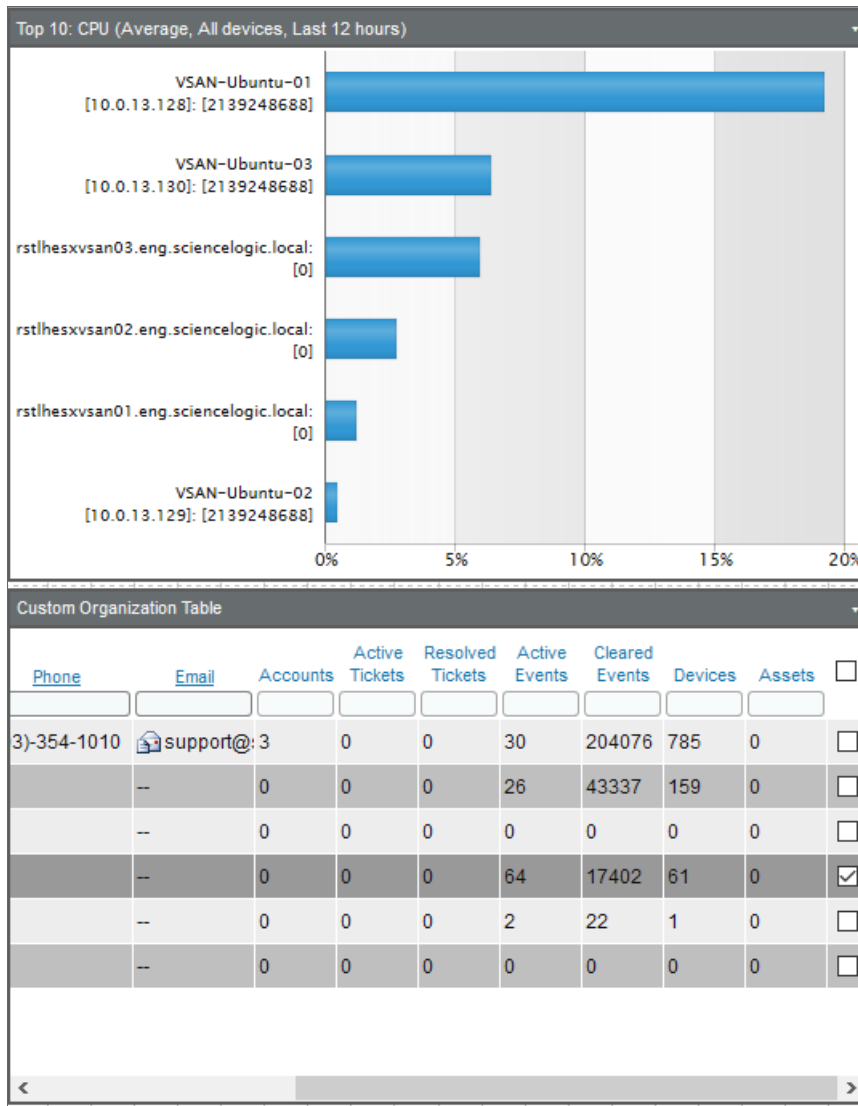 Top 10: CPU (Average, All devices, Last 12 hours)
VSAN-Ubuntu-01
[10.0.13.128]: [2139248688]
VSAN-Ubuntu-03
[10.0.13.130]: [2139248688]
rstlhesxvsan03.eng.sciencelogic.local:
[0]
rstlhesxvsan02.eng.sciencelogic.local:
[0]
rstlhesxvsan01.eng.sciencelogic.local:
[0]
VSAN-Ubuntu-02
[10.0.13.129]: [2139248688]
0% 5% 10% 15% 20%
Custom Organization Table
Active Resolved Active Cleared
Phone Email Accounts Tickets Tickets Events Events Devices Assets
3)-354-1010 support@ 3 0 0 30 204076 785 0
-- 0 0 0 26 43337 159 0
-- 0 0 0 0 0 0 0
-- 0 0 0 64 17402 61 0
-- 0 0 0 2 22 1 0
-- 0 0 0 0 0 0 0